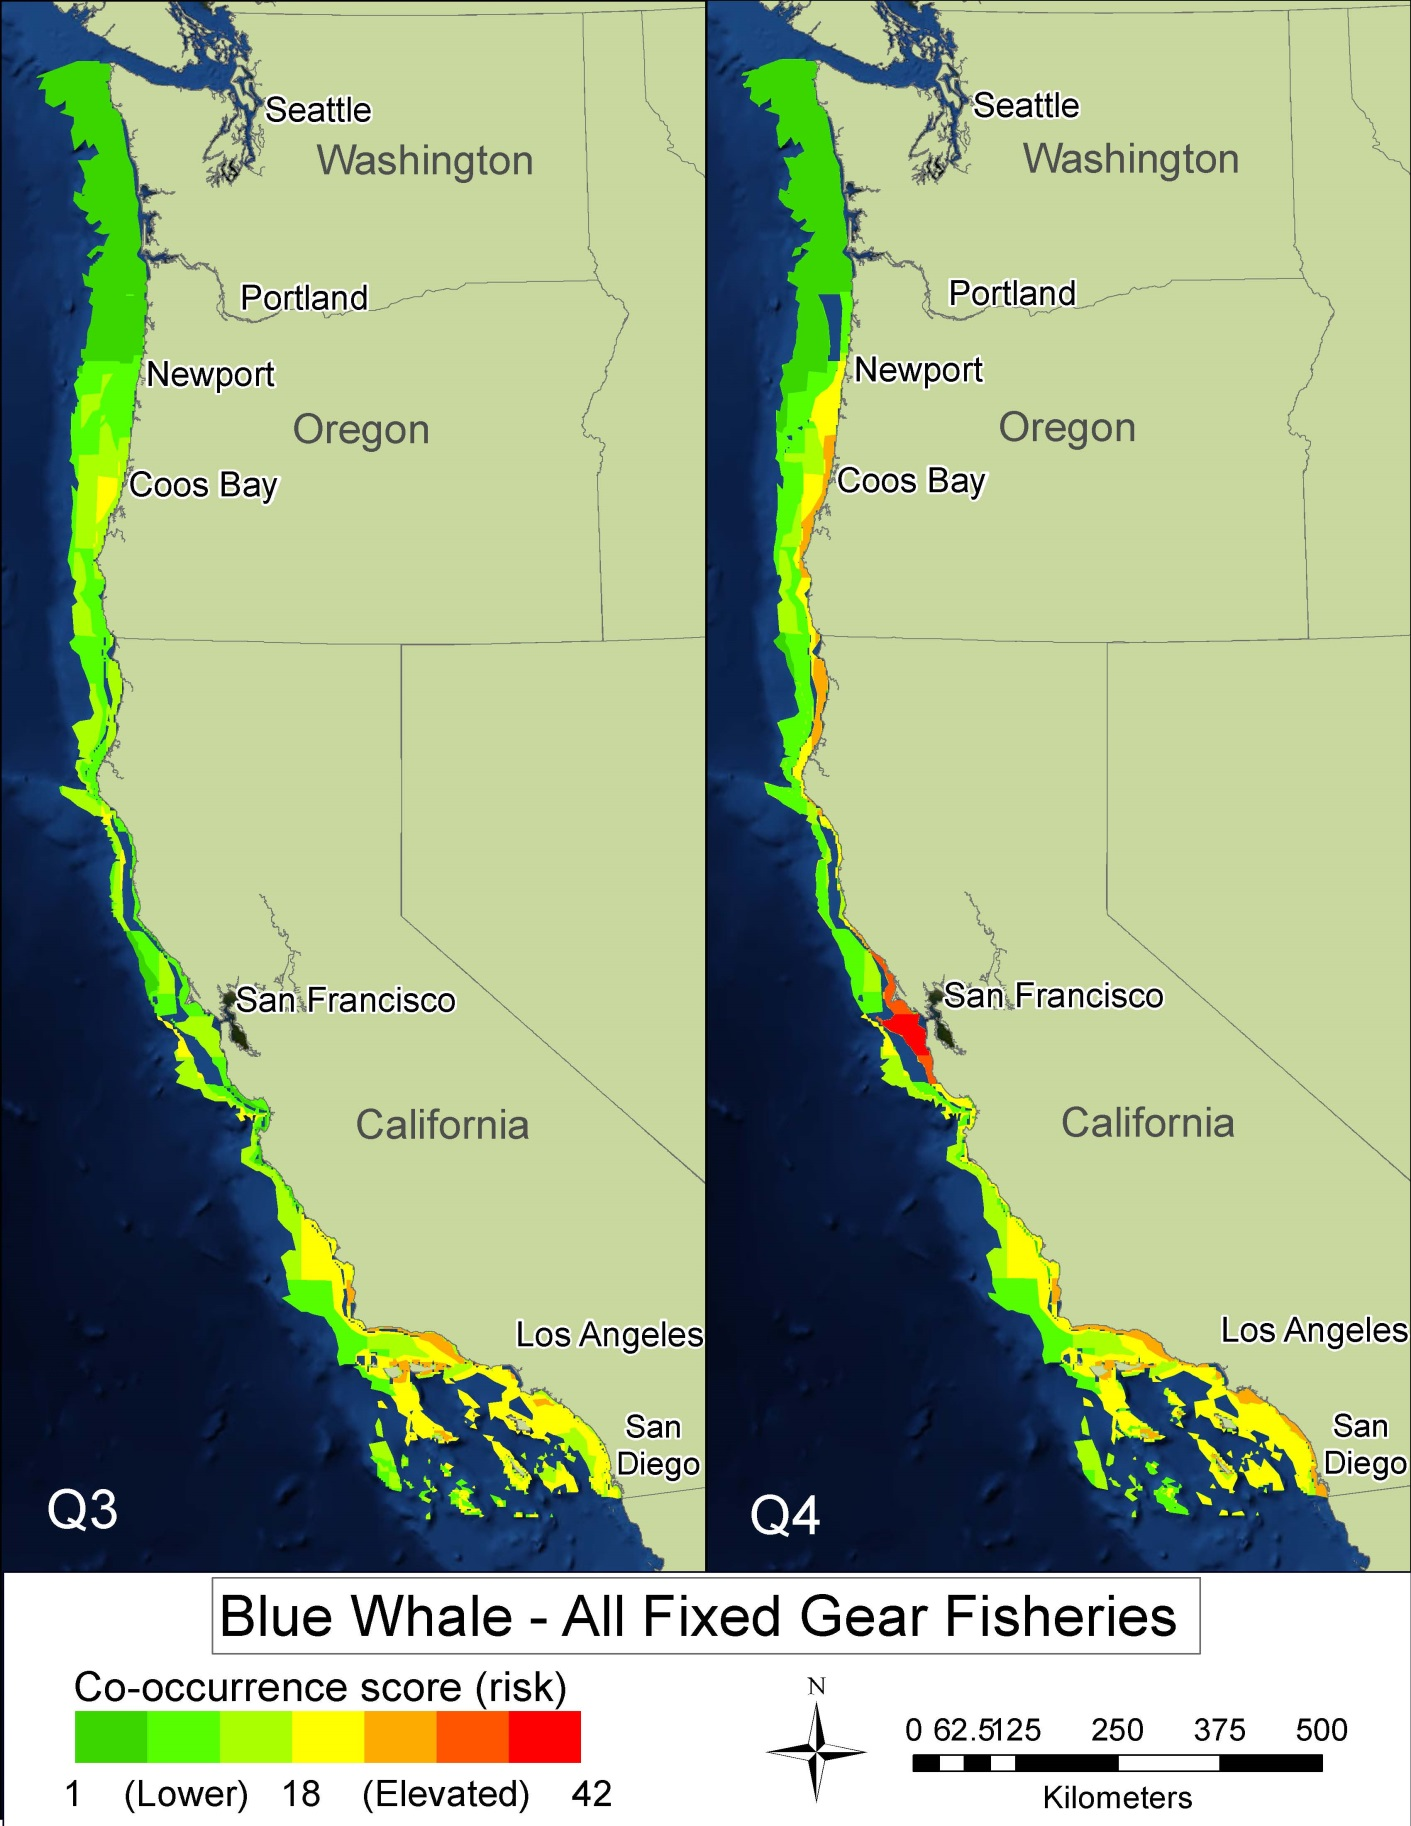 Seattle
Washington
Portland
Newport
Oregon
Coos Bay
San Francisco
California
Los Angeles
San
Diego
Q3
Seattle
Washington
Portland
Newport
Oregon
Coos Bay
San Francisco
California
Los Angeles
San
Diego
Q4
Blue Whale - All Fixed Gear Fisheries
Co-occurrence score (risk)
1 (Lower) 18 (Elevated) 42
N
0 62.5125 250 375 500
Kilometers